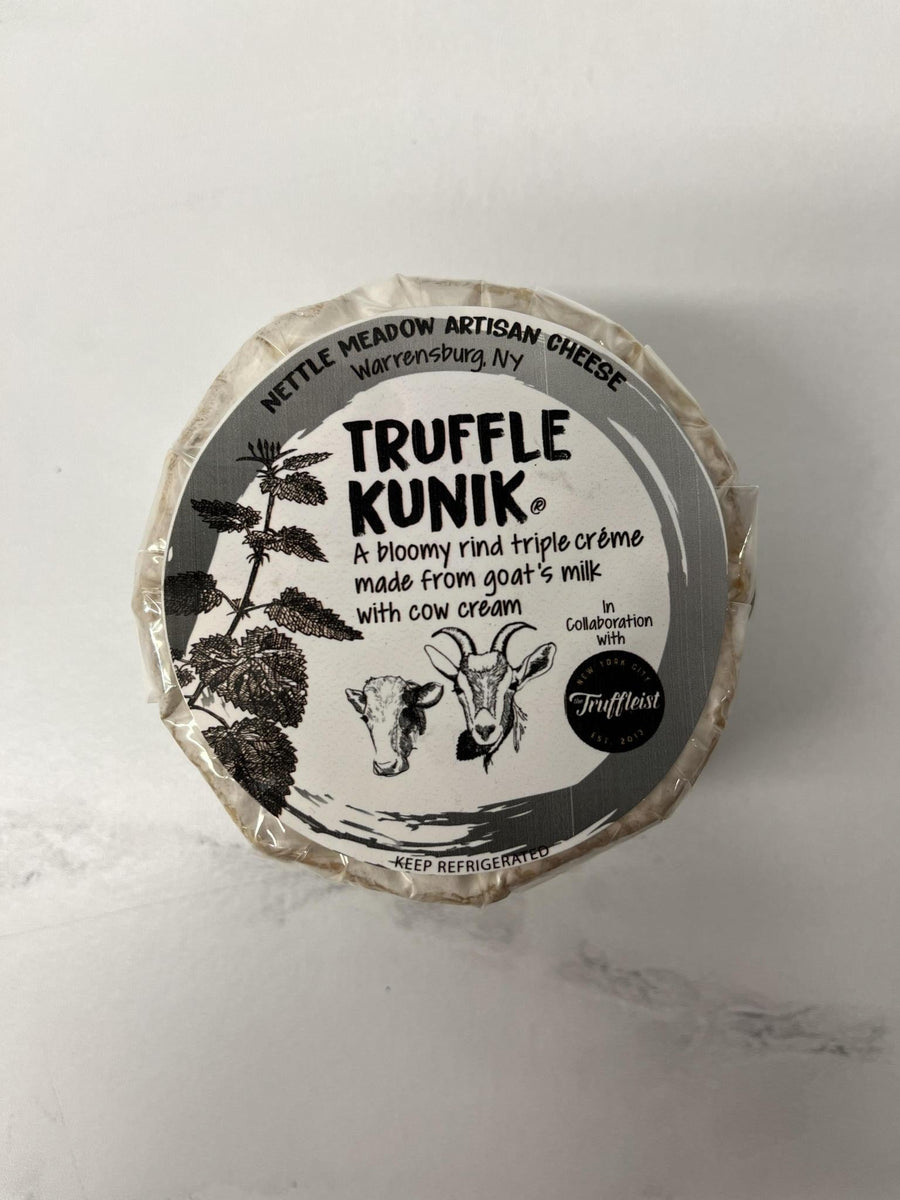 NETTLE MEADOW ARTISAN CHEESE
Warrensburg, NY
TRUFFLE
KUNIK®
A bloomy rind triple créme
made from goat's milk
with cow cream
In
Collaboration
with
NEW YORK CITY
the Truffleist
EST. 2013
KEEP REFRIGERATED